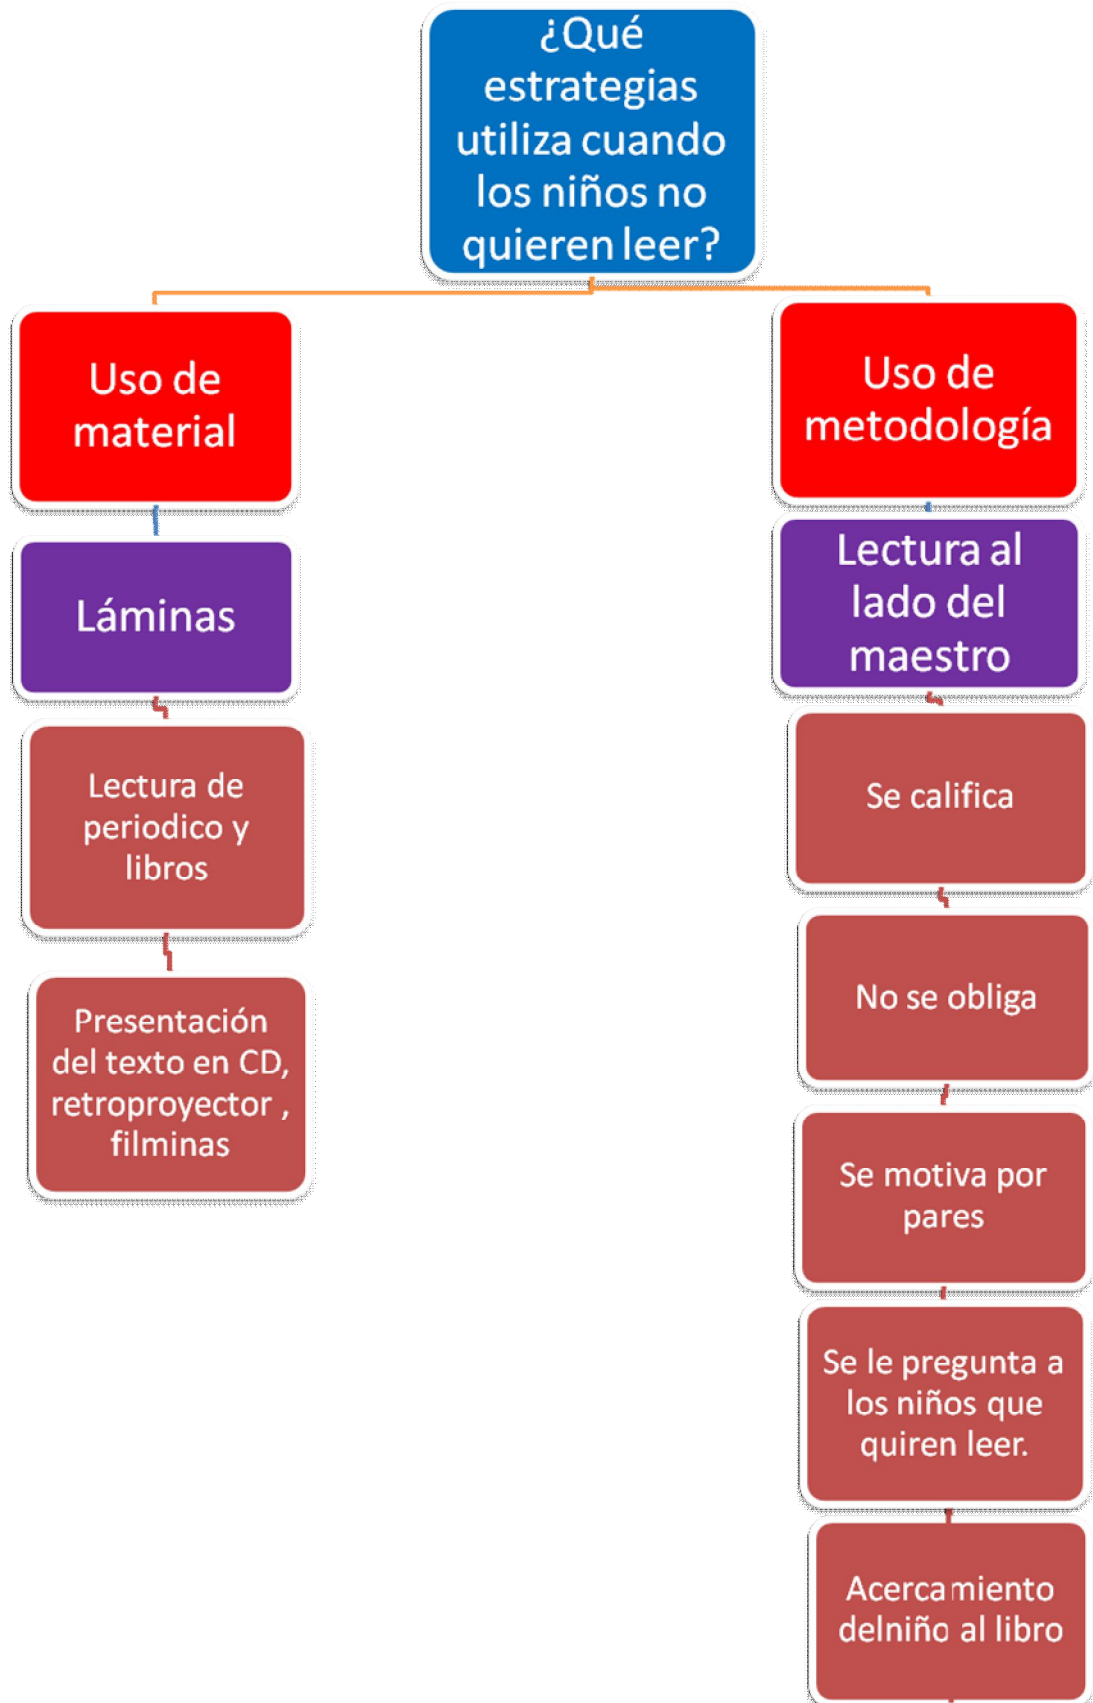 ¿Qué
estrategias
utiliza cuando
los niños no
quieren leer?
Uso de
material
Láminas
Lectura de
periodico y
libros
Presentación
del texto en CD,
retroproyector ,
filminas
Uso de
metodología
Lectura al
lado del
maestro
Se califica
No se obliga
Se motiva por
pares
Se le pregunta a
los niños que
quiren leer.
Acercamiento
delniño al libro